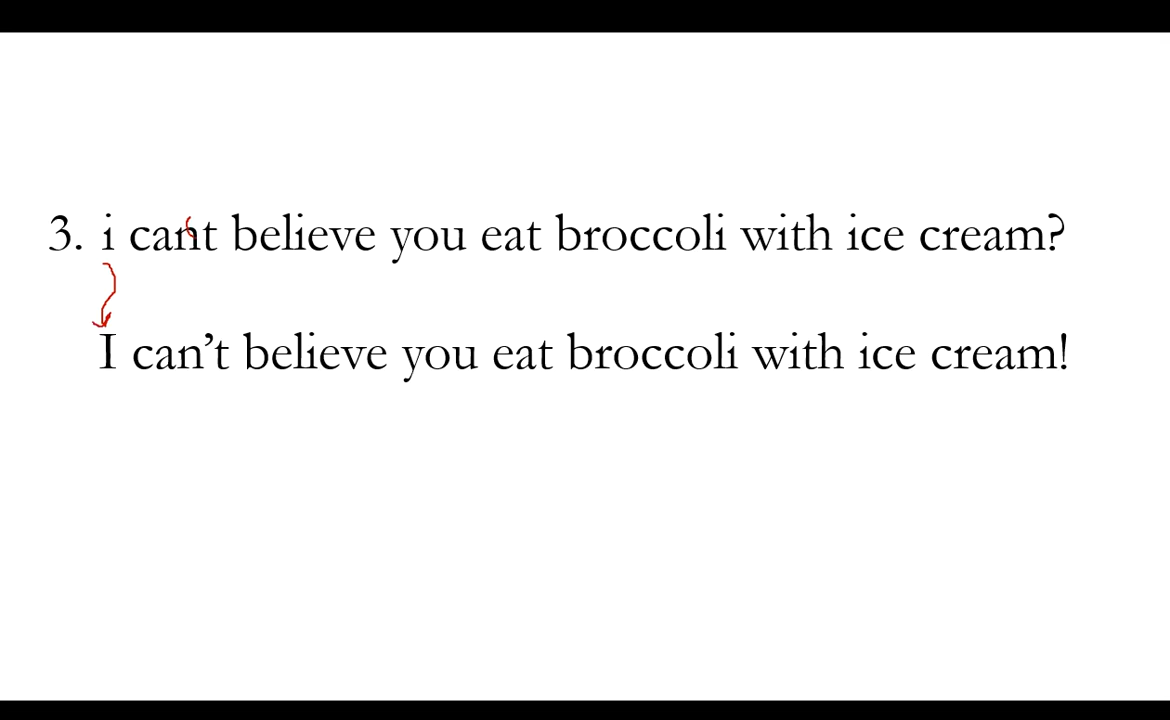 3. i cant believe you eat broccoli with ice cream?
I can’t believe you eat broccoli with ice cream!